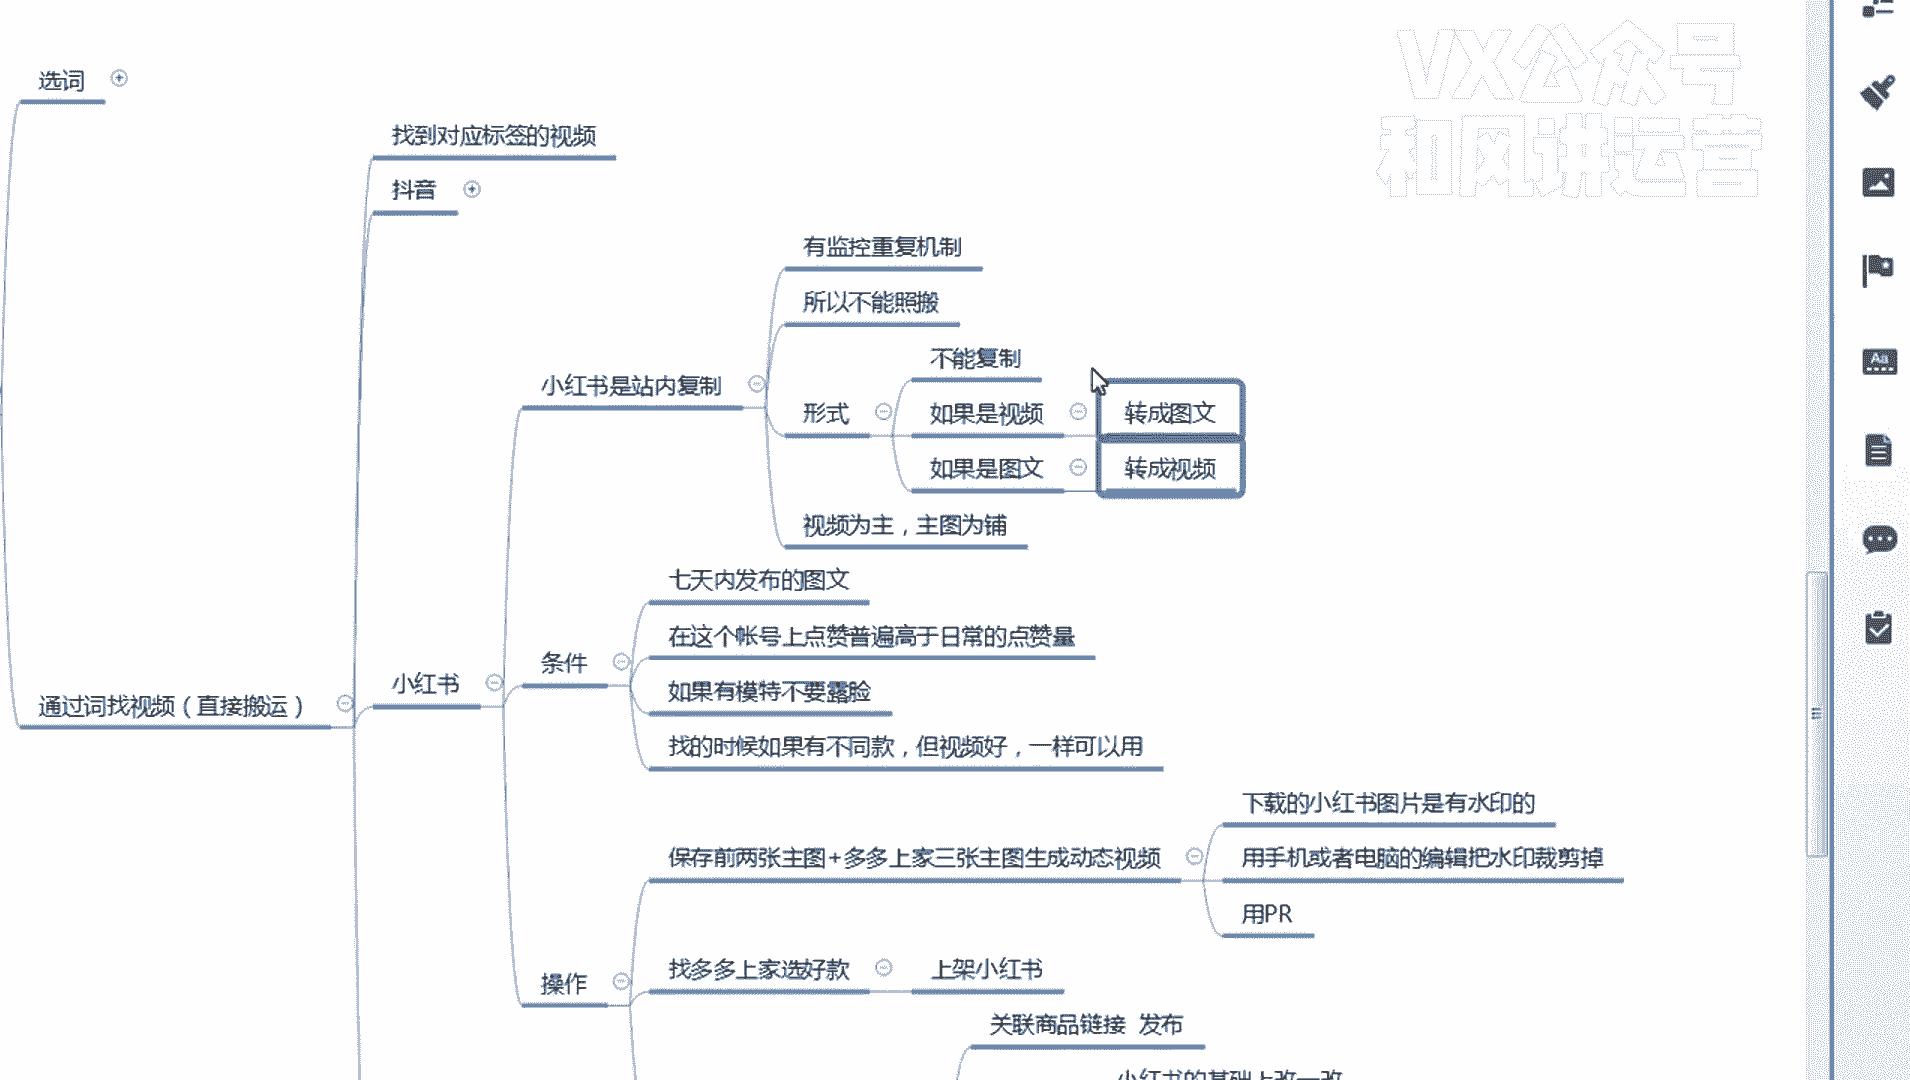 VX公众号
和风讲运营
选词
找到对应标签的视频
抖音
有监控重复机制
所以不能照搬
不能复制
小红书是站内复制
形式
如果是视频
转成图文
如果是图文
转成视频
视频为主，主图为铺
七天内发布的图文
在这个帐号上点赞普遍高于日常的点赞量
条件
如果有模特不要露脸
小红书
通过词找视频（直接搬运）
找的时候如果有不同款，但视频好，一样可以用
下载的小红书图片是有水印的
保存前两张主图+多多上家三张主图生成动态视频
用手机或者电脑的编辑把水印裁剪掉
用PR
找多多上家选好款
上架小红书
操作
关联商品链接 发布
小红书的基础上改一改